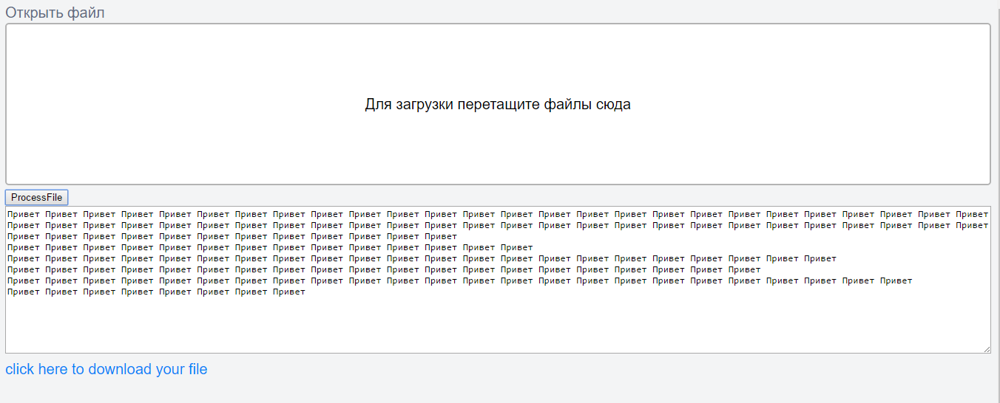 Открыть файл
Для загрузки перетащите файлы сюда
ProcessFile
Привет Привет Привет Привет Привет Привет Привет Привет Привет Привет Привет Привет Привет Привет Привет Привет Привет Привет Привет Привет Привет Привет Привет Привет Привет Привет
Привет Привет Привет Привет Привет Привет Привет Привет Привет Привет Привет Привет Привет Привет Привет Привет Привет Привет Привет Привет Привет Привет Привет Привет Привет Привет
Привет Привет Привет Привет Привет Привет Привет Привет Привет Привет Привет Привет
Привет Привет Привет Привет Привет Привет Привет Привет Привет Привет Привет Привет Привет Привет
Привет Привет Привет Привет Привет Привет Привет Привет Привет Привет Привет Привет Привет Привет Привет Привет Привет Привет Привет Привет Привет Привет
Привет Привет Привет Привет Привет Привет Привет Привет Привет Привет Привет Привет Привет Привет Привет Привет Привет Привет Привет Привет
Привет Привет Привет Привет Привет Привет Привет Привет Привет Привет Привет Привет Привет Привет Привет Привет Привет Привет Привет Привет Привет Привет Привет Привет
Привет Привет Привет Привет Привет Привет Привет Привет
click here to download your file